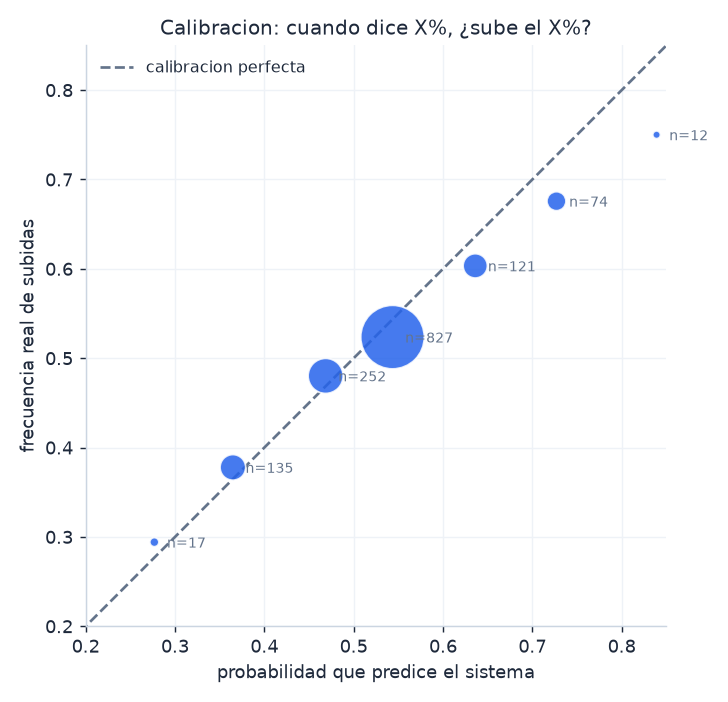 Calibracion: cuando dice X%, ¿sube el X%?
calibracion perfecta
0.8
0.7
0.6
0.5
0.4
0.3
0.2
frecuencia real de subidas
n=12
n=74
n=121
n=827
n=252
n=135
n=17
0.2 0.3 0.4 0.5 0.6 0.7 0.8
probabilidad que predice el sistema